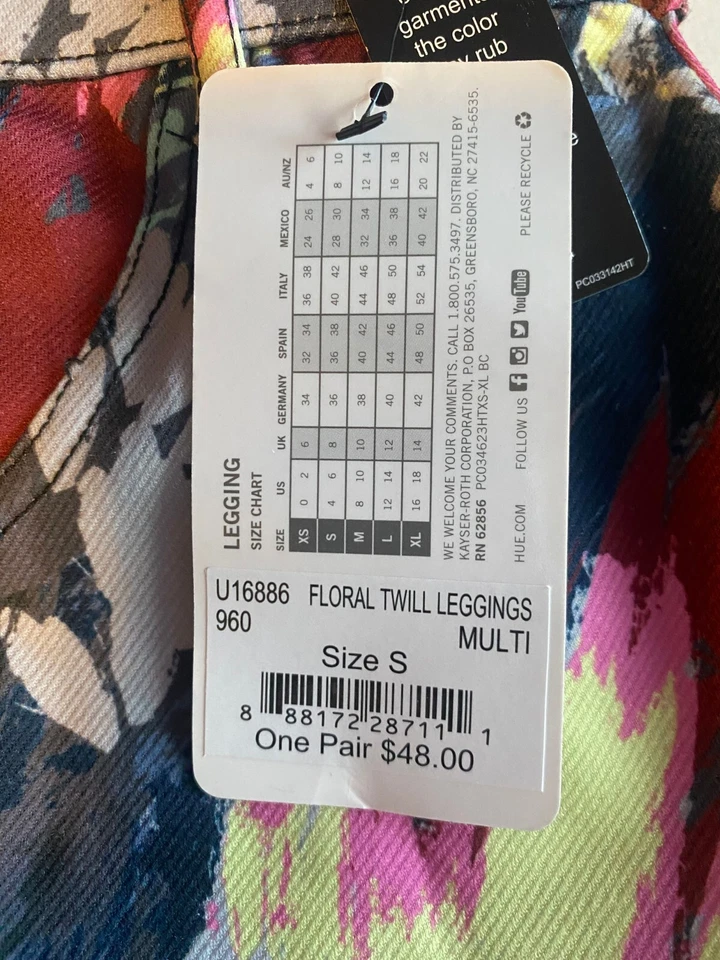 garment
the color
rub
PC033142HT
LEGGING
SIZE CHART
SIZE US UK GERMANY SPAIN ITALY MEXICO AU/NZ
XS 0 2 6 34 32 34 36 38 24 26 4 6
S 4 6 8 36 36 38 40 42 28 30 8 10
M 8 10 10 38 40 42 44 46 32 34 12 14
L 12 14 12 40 44 46 48 50 36 38 16 18
XL 16 18 14 42 48 50 52 54 40 42 20 22
WE WELCOME YOUR COMMENTS. CALL 1.800.575.3497. DISTRIBUTED BY
KAYSER-ROTH CORPORATION, P.O BOX 26535, GREENSBORO, NC 27415-6535.
RN 62856 PC034623HTXS-XL BC
HUE.COM FOLLOW US YouTube PLEASE RECYCLE
U16886 FLORAL TWILL LEGGINGS
960 MULTI
Size S
8 88172 28711 1
One Pair $48.00